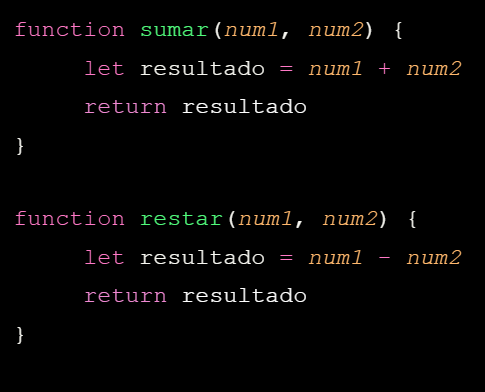 function sumar(num1, num2) {
let resultado = num1 + num2
return resultado
}
function restar(num1, num2) {
let resultado = num1 - num2
return resultado
}